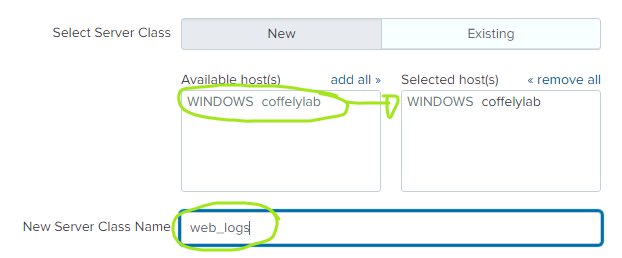 Select Server Class New Existing
Available host(s) add all » Selected host(s) « remove all
WINDOWS coffelylab WINDOWS coffelylab
New Server Class Name web_logs